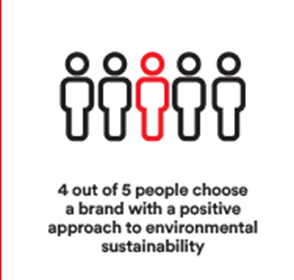 4 out of 5 people choose
a brand with a positive
approach to environmental
sustainability